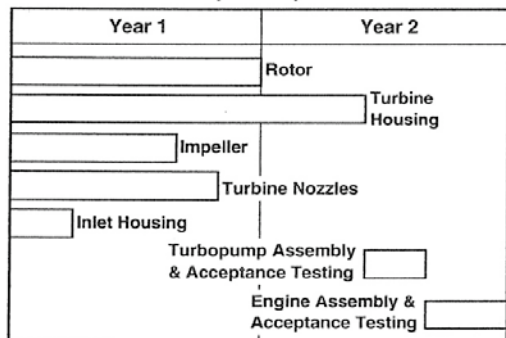 Year 1 Year 2
Rotor
Turbine
Housing
Impeller
Turbine Nozzles
Inlet Housing
Turbopump Assembly
& Acceptance Testing
Engine Assembly &
Acceptance Testing